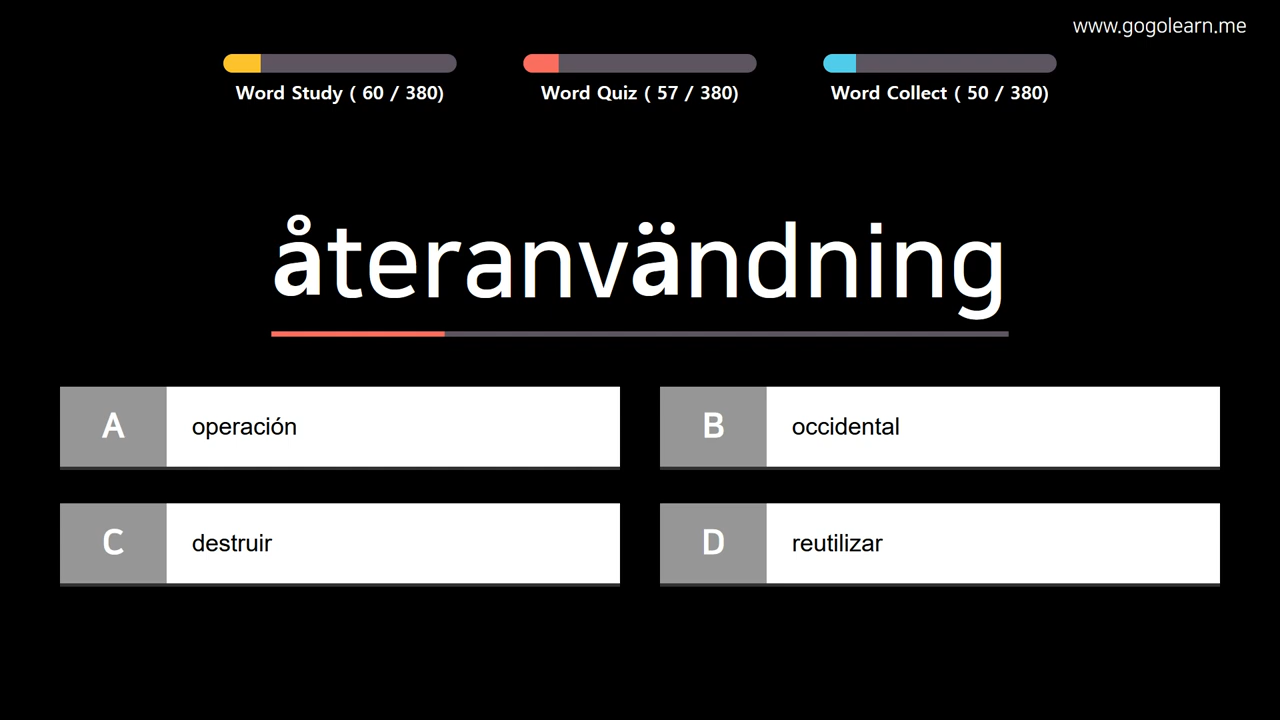 www.gogolearn.me
Word Study ( 60 / 380)
Word Quiz ( 57 / 380)
Word Collect ( 50 / 380)
återanvändning
A operación
B occidental
C destruir
D reutilizar